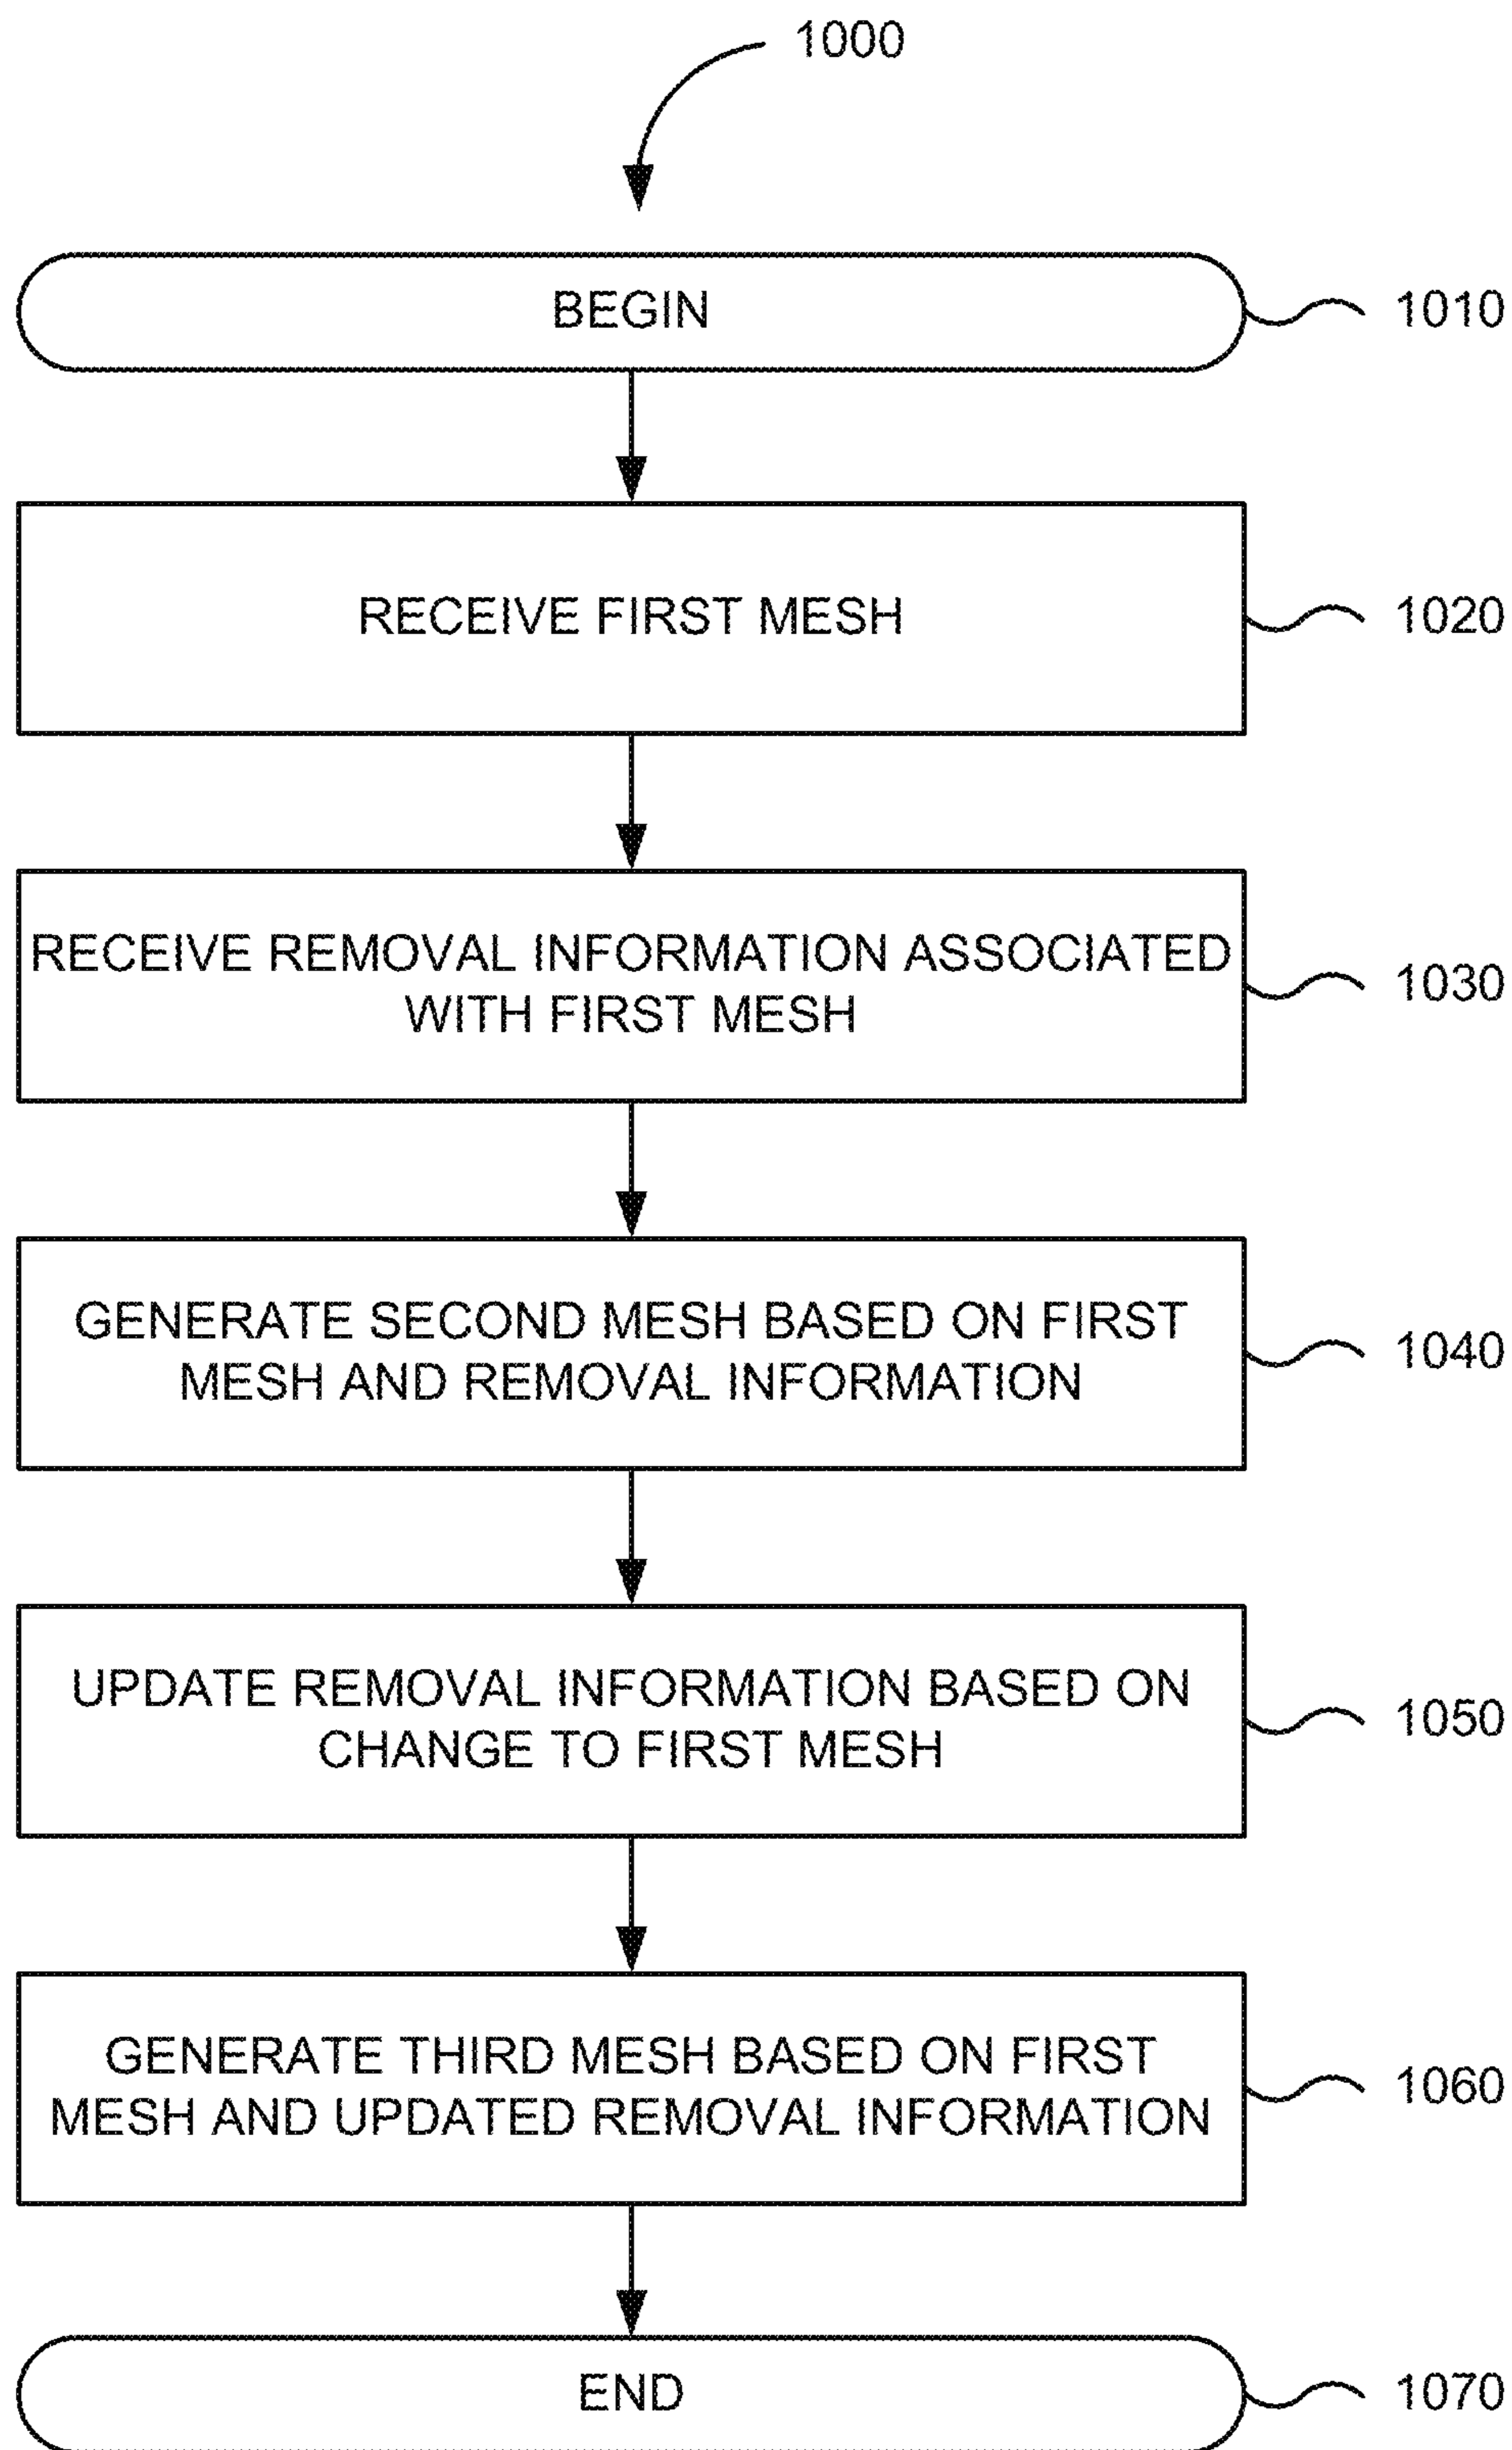 1000
BEGIN
1010
RECEIVE FIRST MESH
1020
RECEIVE REMOVAL INFORMATION ASSOCIATED
WITH FIRST MESH
1030
GENERATE SECOND MESH BASED ON FIRST
MESH AND REMOVAL INFORMATION
1040
UPDATE REMOVAL INFORMATION BASED ON
CHANGE TO FIRST MESH
1050
GENERATE THIRD MESH BASED ON FIRST
MESH AND UPDATED REMOVAL INFORMATION
1060
END
1070